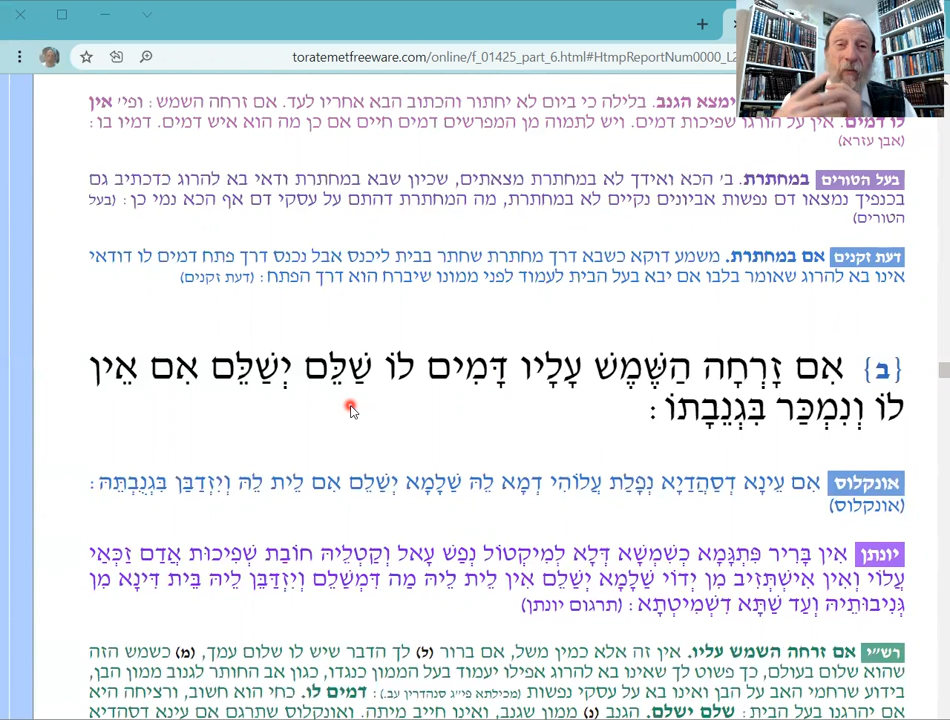 toratemetfreeware.com/online/f_01425_part_6.html#HtmpReportNum0000_L2
ימצא הגנב. בלילה כי ביום לא יחתור והכתוב הבא אחריו לעד. אם זרחה השמש: ופי' אין
לו דמים. אין על הורגו שפיכות דמים. ויש לתמוה מן המפרשים דמים חיים אם כן מה הוא איש דמים. דמיו בו:
(אבן עזרא)
בעל הטורים במחתרת. ב' הכא ואידך לא במחתרת מצאתים, שכיון שבא במחתרת ודאי בא להרוג כדכתיב גם
בכנפיך נמצאו דם נפשות אביונים נקיים לא במחתרת, מה המחתרת דהתם על עסקי דם אף הכא נמי כן: (בעל
הטורים)
דעת זקנים אם במחתרת. משמע דוקא כשבא דרך מחתרת שחתר בבית ליכנס אבל נכנס דרך פתח דמים לו דודאי
אינו בא להרוג שאומר בלבו אם יבא בעל הבית לעמוד לפני ממונו שיברח הוא דרך הפתח: (דעת זקנים)
{ב} אִם זָרְחָה הַשֶּׁמֶשׁ עָלָיו דָּמִים לוֹ שַׁלֵּם יְשַׁלֵּם אִם אֵין
לוֹ וְנִמְכַּר בִּגְנֵבָתוֹ:
אונקלוס אִם עֵינָא דְסַהֲדַיָא נְפָלַת עֲלוֹהִי דְמָא לֵהּ שַׁלָמָא יְשַׁלֵם אִם לֵית לֵהּ וְיִזְדַבַּן בִּגְנֻבְתֵּהּ:
(אונקלוס)
יונתן אִין בָּרִיר פִּתְגָמָא כְּשִׁמְשָׁא דְלָא לְמִיקְטוֹל נְפַשׁ עָאל וְקַטְלֵיהּ חוֹבַת שְׁפִיכוּת אֲדַם זַכָּאַי
עֲלוֹי וְאִין אִישְׁתְּזִיב מִן יְדוֹי שַׁלָמָא יְשַׁלֵם אִין לֵית לֵיהּ מַה דִּמְשַׁלֵם וְיִזְדַבֵּן לֵיהּ בֵּית דִּינָא מִן
גְּנִיבוּתֵיהּ וְעַד שַׁתָּא דִשְׁמִיטְתָא: (תרגום יונתן)
רש״י אם זרחה השמש עליו. אין זה אלא כמין משל, אם ברור (ל) לך הדבר שיש לו שלום עמך, (מ) כשמש הזה
שהוא שלום בעולם, כך פשוט לך שאינו בא להרוג אפילו יעמוד בעל הממון כנגדו, כגון אב החותר לגנוב ממון הבן,
בידוע שרחמי האב על הבן ואינו בא על עסקי נפשות (מכילתא פי״ג סנהדרין עב.): דמים לו. כחי הוא חשוב, ורציחה היא
אם יהרגנו בעל הבית: שלם ישלם. הגנב (נ) ממון שגנב, ואינו חייב מיתה. ואונקלוס שתרגם אם עינא דסהדיא